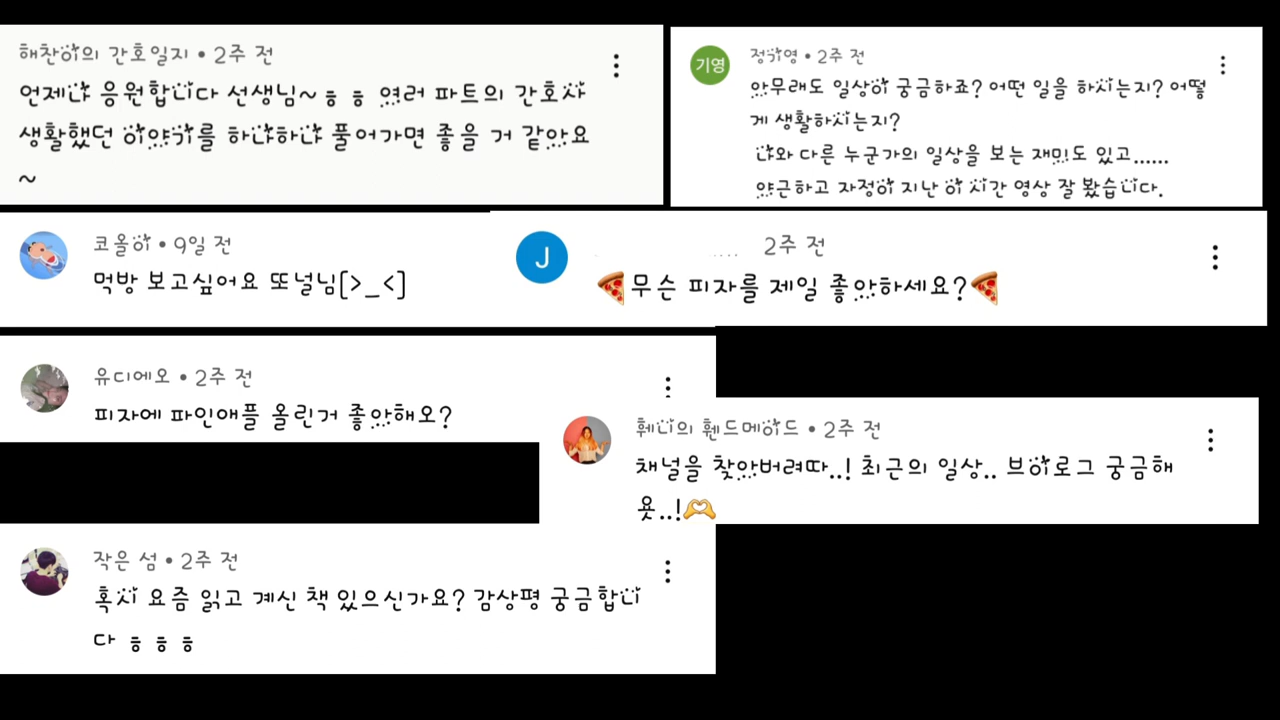 해찬이의 간호일지 • 2주 전
언제나 응원합니다 선생님~ㅎㅎ 여러 파트의 간호사
생활했던 이야기를 하나하나 풀어가면 좋을 거 같아요
~
기영
정기영 • 2주 전
아무래도 일상이 궁금하죠? 어떤 일을 하시는지? 어떻
게 생활하시는지?
나와 다른 누군가의 일상을 보는 재미도 있고......
야근하고 자정이 지난 이 시간 영상 잘 봤습니다.
코올이 • 9일 전
먹방 보고싶어요 또널님[>_<]
J
2주 전
🍕무슨 피자를 제일 좋아하세요?🍕
유디에오 • 2주 전
피자에 파인애플 올린거 좋아해오?
훼니의 휀드메이드 • 2주 전
채널을 찾아버려따..! 최근의 일상.. 브이로그 궁금해
욧..!🫶
작은 섬 • 2주 전
혹시 요즘 읽고 계신 책 있으신가요? 감상평 궁금합니
다 ㅎㅎㅎ